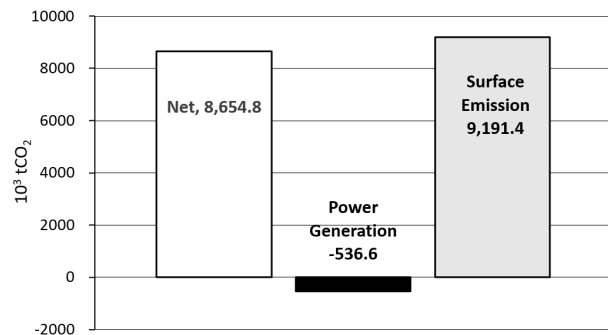 10000
8000
6000
4000
2000
0
-2000
10³ tCO₂
Net, 8,654.8
Power
Generation
-536.6
Surface
Emission
9,191.4